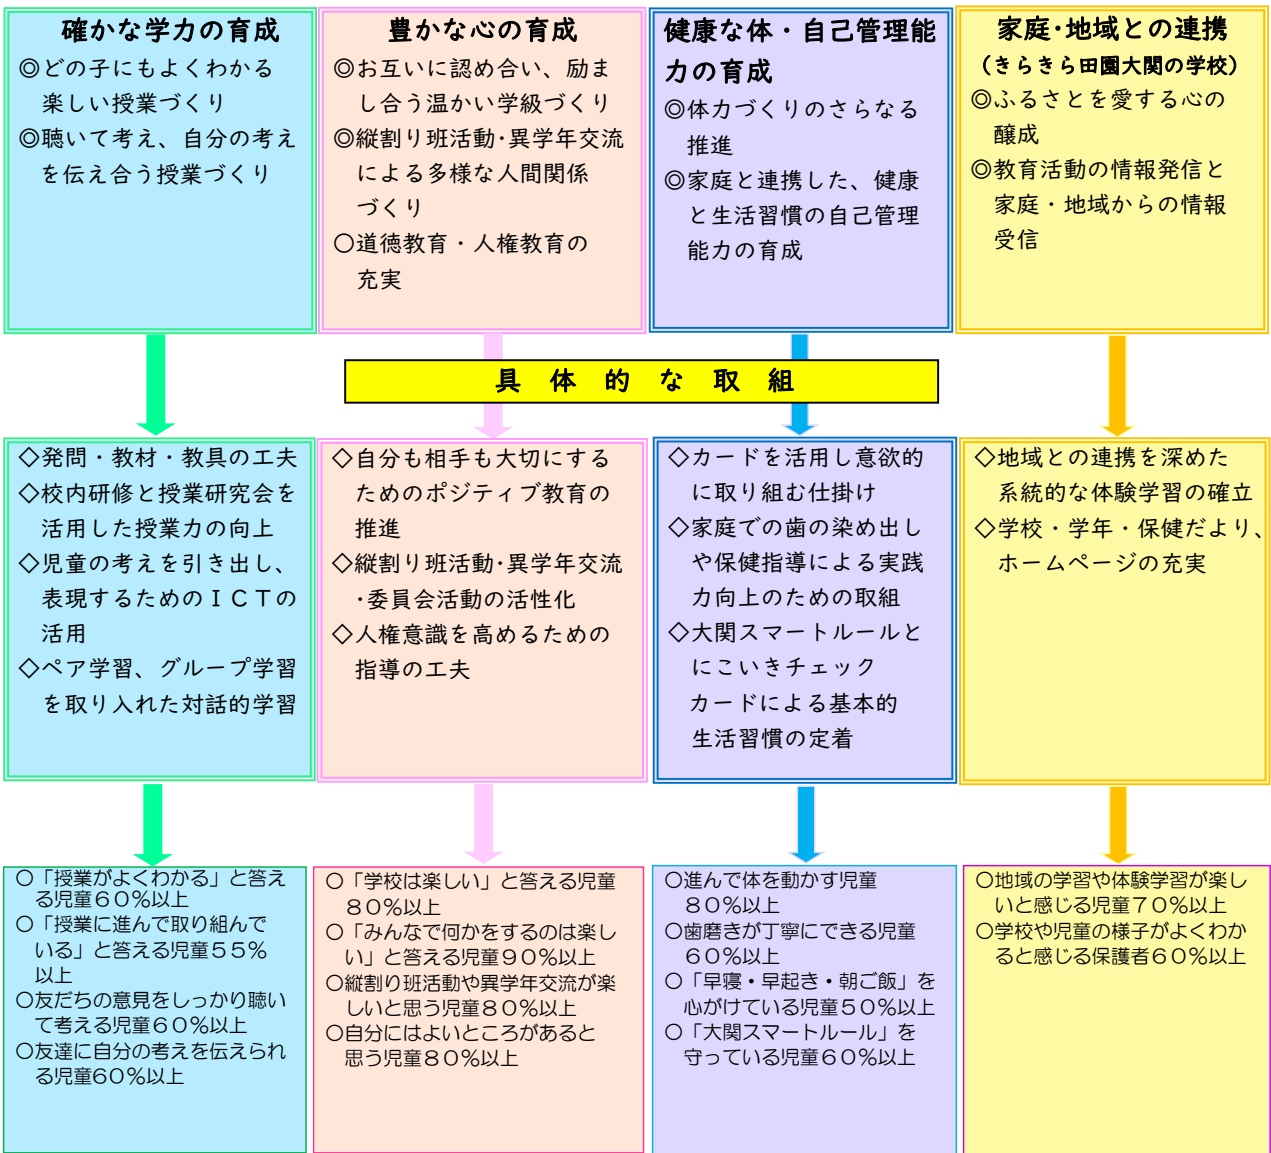 確かな学力の育成
◎どの子にもよくわかる
楽しい授業づくり
◎聴いて考え、自分の考え
を伝え合う授業づくり
豊かな心の育成
◎お互いに認め合い、励ま
し合う温かい学級づくり
◎縦割り班活動・異学年交流
による多様な人間関係
づくり
○道徳教育・人権教育の
充実
健康な体・自己管理能
力の育成
◎体力づくりのさらなる
推進
◎家庭と連携した、健康
と生活習慣の自己管理
能力の育成
家庭・地域との連携
（きらきら田園大関の学校）
◎ふるさとを愛する心の
醸成
◎教育活動の情報発信と
家庭・地域からの情報
受信
具体的な取組
◇発問・教材・教具の工夫
◇校内研修と授業研究会を
活用した授業力の向上
◇児童の考えを引き出し、
表現するためのＩＣＴの
活用
◇ペア学習、グループ学習
を取り入れた対話的学習
◇自分も相手も大切にする
ためのポジティブ教育の
推進
◇縦割り班活動・異学年交流
・委員会活動の活性化
◇人権意識を高めるための
指導の工夫
◇カードを活用し意欲的
に取り組む仕掛け
◇家庭での歯の染め出し
や保健指導による実践
力向上のための取組
◇大関スマートルールと
にこいきチェック
カードによる基本的
生活習慣の定着
◇地域との連携を深めた
系統的な体験学習の確立
◇学校・学年・保健だより、
ホームページの充実
○「授業がよくわかる」と答え
る児童６０％以上
○「授業に進んで取り組んで
いる」と答える児童５５％
以上
○友だちの意見をしっかり聴い
て考える児童６０％以上
○友達に自分の考えを伝えられ
る児童６０％以上
○「学校は楽しい」と答える児童
８０％以上
○「みんなで何かをするのは楽し
い」と答える児童９０％以上
○縦割り班活動や異学年交流が楽
しいと思う児童８０％以上
○自分にはよいところがあると
思う児童８０％以上
○進んで体を動かす児童
８０％以上
○歯磨きが丁寧にできる児童
６０％以上
○「早寝・早起き・朝ご飯」を
心がけている児童５０％以上
○「大関スマートルール」を
守っている児童６０％以上
○地域の学習や体験学習が楽し
いと感じる児童７０％以上
○学校や児童の様子がよくわか
ると感じる保護者６０％以上